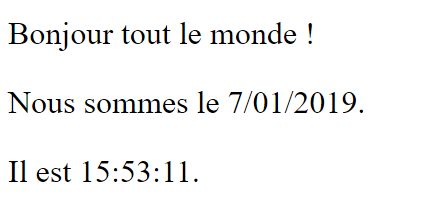 Bonjour tout le monde !
Nous sommes le 7/01/2019.
Il est 15:53:11.